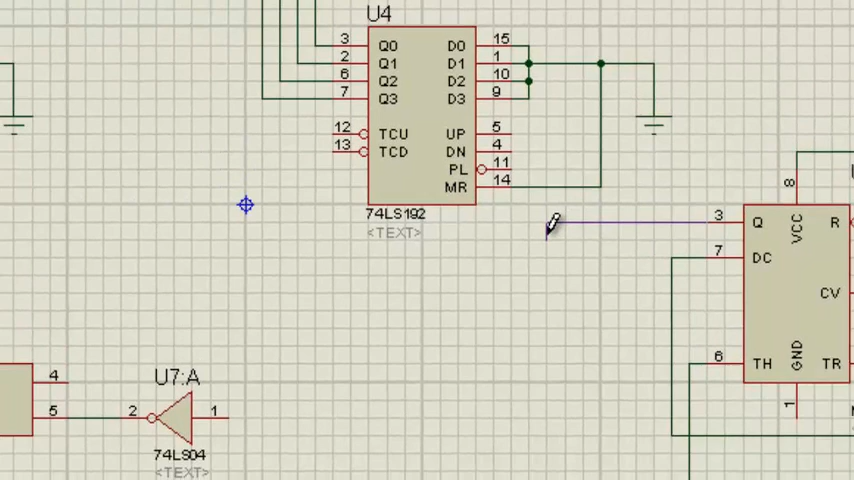 U4
3 Q0 D0 15
2 Q1 D1 1
6 Q2 D2 10
7 Q3 D3 9
12 TCU UP 5
13 TCD DN 4
PL 11
MR 14
74LS192
<TEXT>
8
3 Q VCC R
7 DC
CV
6 TH GND TR
1
4
5
U7:A
2 1
74LS04
<TEXT>